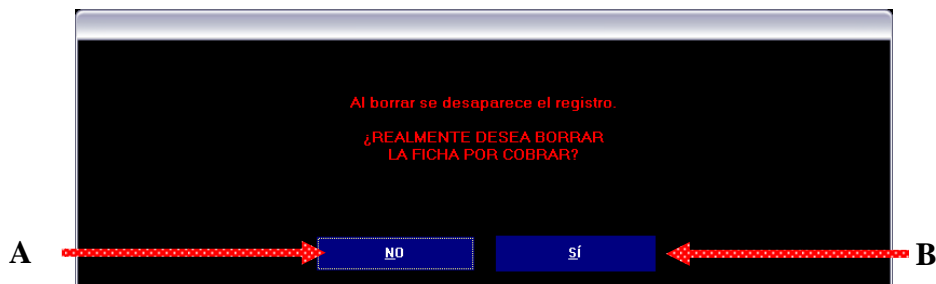 Al borrar se desaparece el registro.
¿REALMENTE DESEA BORRAR
LA FICHA POR COBRAR?
A NO SÍ B